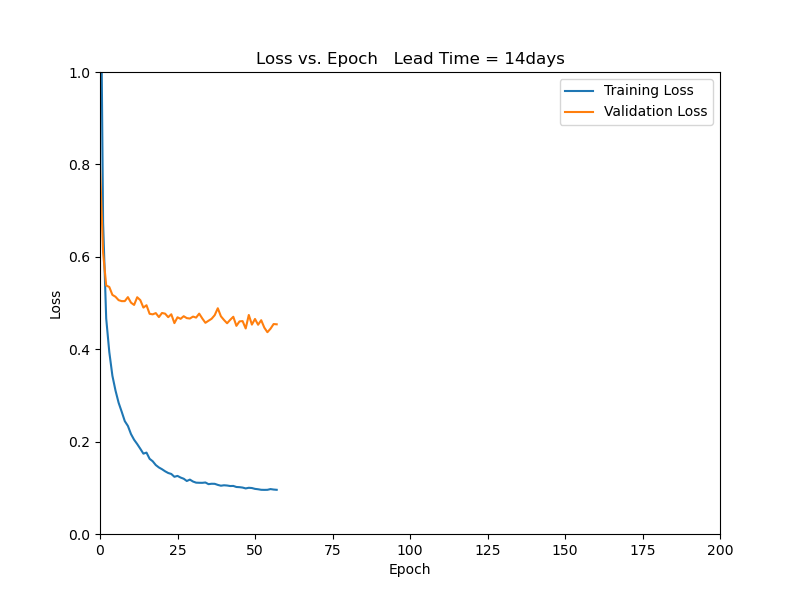 Loss vs. Epoch   Lead Time = 14days
Training Loss
Validation Loss
Loss
1.0
0.8
0.6
0.4
0.2
0.0
0 25 50 75 100 125 150 175 200
Epoch